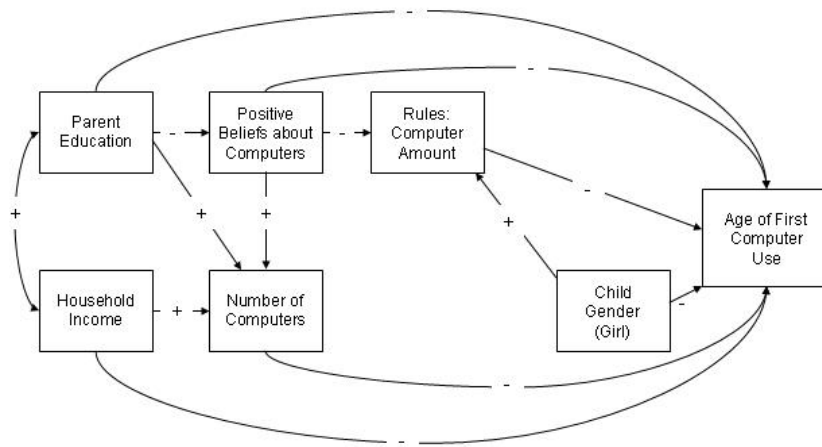 -
-
Parent
Education
-
Positive
Beliefs about
Computers
-
Rules:
Computer
Amount
-
+
+
+
+
Age of First
Computer
Use
Household
Income
+
Number of
Computers
Child
Gender
(Girl)
-
-
-